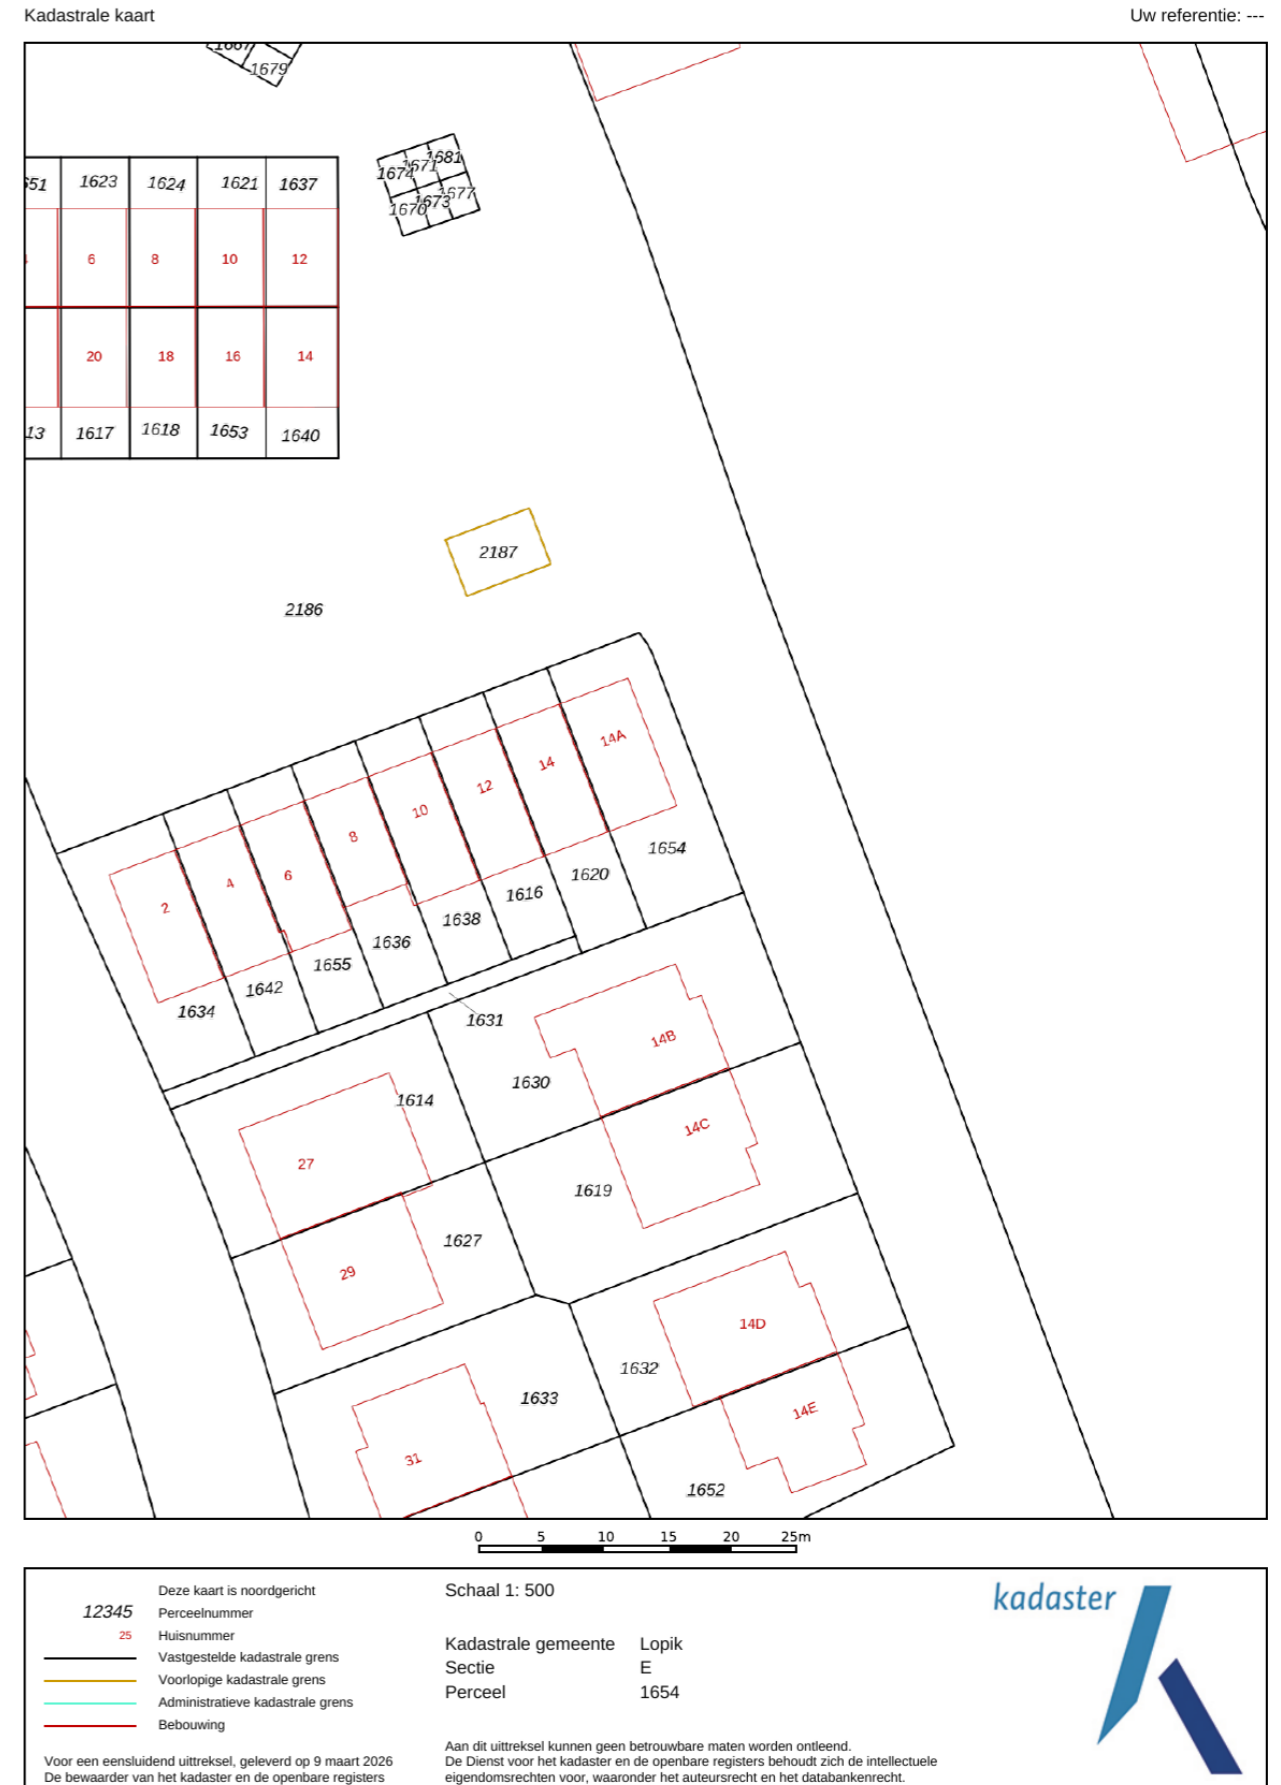 Kadastrale kaart Uw referentie: ---
1667
1679
1681
1671
1674
1677
1673
1670
651 1623 1624 1621 1637
6 8 10 12
20 18 16 14
13 1617 1618 1653 1640
2187
2186
14A
14
12
10
8
6
4
2
1654
1620
1616
1638
1636
1655
1642
1634
1631
14B
1630
1614
14C
27
1619
1627
29
14D
1632
1633
14E
31
1652
0 5 10 15 20 25m
Deze kaart is noordgericht
12345 Perceelnummer
25 Huisnummer
Vastgestelde kadastrale grens
Voorlopige kadastrale grens
Administratieve kadastrale grens
Bebouwing
Voor een eensluidend uittreksel, geleverd op 9 maart 2026
De bewaarder van het kadaster en de openbare registers
Schaal 1: 500
Kadastrale gemeente Lopik
Sectie E
Perceel 1654
Aan dit uittreksel kunnen geen betrouwbare maten worden ontleend.
De Dienst voor het kadaster en de openbare registers behoudt zich de intellectuele
eigendomsrechten voor, waaronder het auteursrecht en het databankenrecht.
kadaster